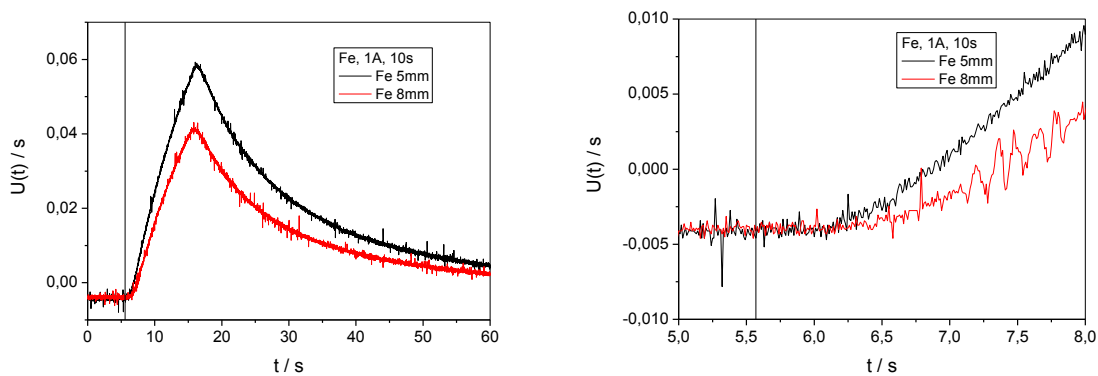 Fe, 1A, 10s
Fe 5mm
Fe 8mm
U(t) / s
0,06
0,04
0,02
0,00
0 10 20 30 40 50 60
t / s
Fe, 1A, 10s
Fe 5mm
Fe 8mm
U(t) / s
0,010
0,005
0,000
-0,005
-0,010
5,0 5,5 6,0 6,5 7,0 7,5 8,0
t / s